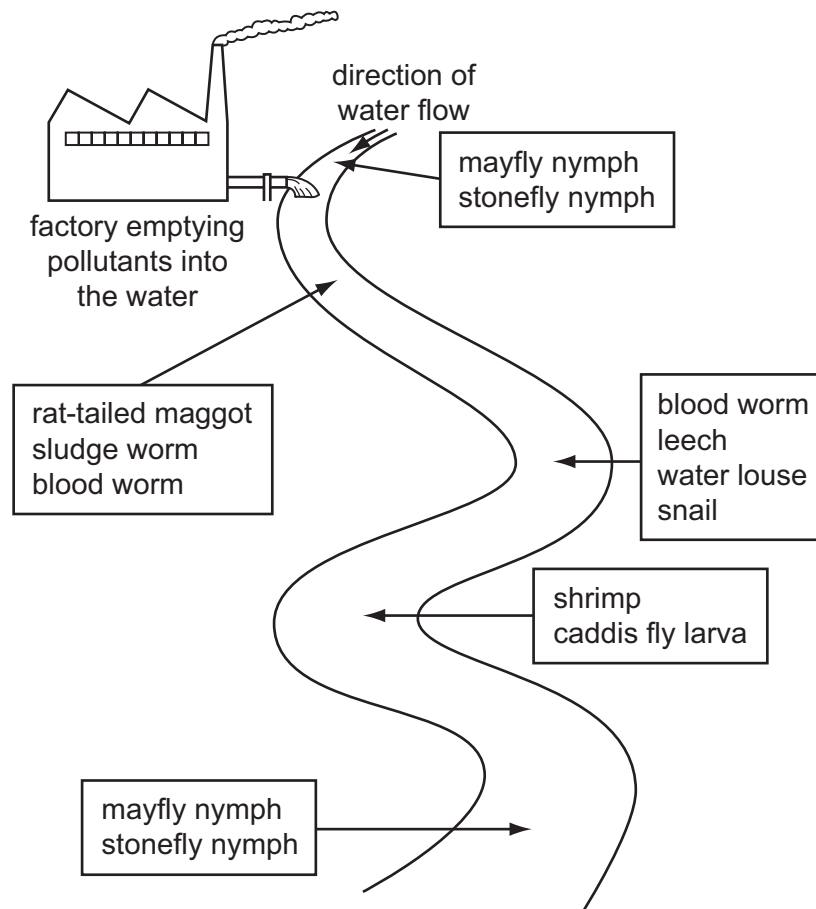 direction of
water flow
mayfly nymph
stonefly nymph
factory emptying
pollutants into
the water
rat-tailed maggot
sludge worm
blood worm
blood worm
leech
water louse
snail
shrimp
caddis fly larva
mayfly nymph
stonefly nymph